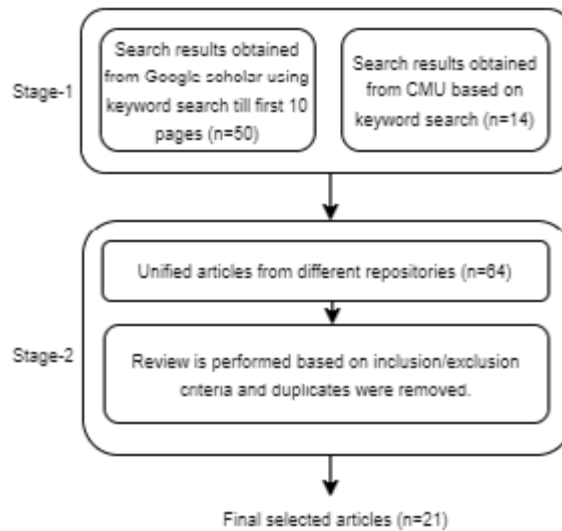 Stage-1
Search results obtained
from Google scholar using
keyword search till first 10
pages (n=50)
Search results obtained
from CMU based on
keyword search (n=14)
Stage-2
Unified articles from different repositories (n=64)
Review is performed based on inclusion/exclusion
criteria and duplicates were removed.
Final selected articles (n=21)